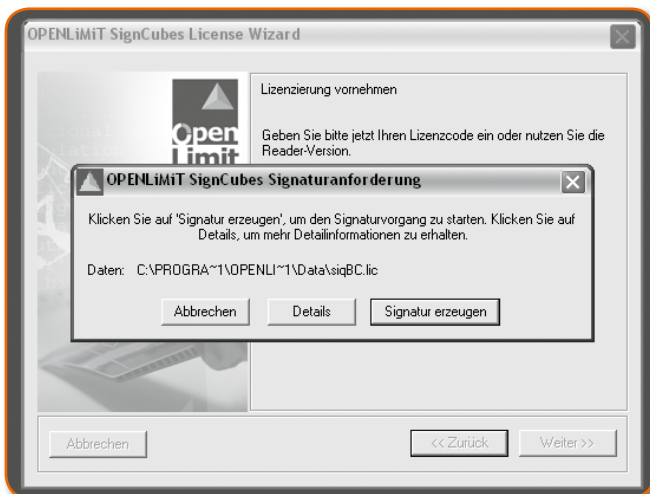 OPENLiMiT SignCubes License Wizard
Open
Limit
Lizenzierung vornehmen
Geben Sie bitte jetzt Ihren Lizenzcode ein oder nutzen Sie die
Reader-Version.
OPENLiMiT SignCubes Signaturanforderung
Klicken Sie auf 'Signatur erzeugen', um den Signaturvorgang zu starten. Klicken Sie auf
Details, um mehr Detailinformationen zu erhalten.
Daten: C:\PROGRA~1\OPENLI~1\Data\siqBC.lic
Abbrechen Details Signatur erzeugen
Abbrechen << Zurück Weiter >>